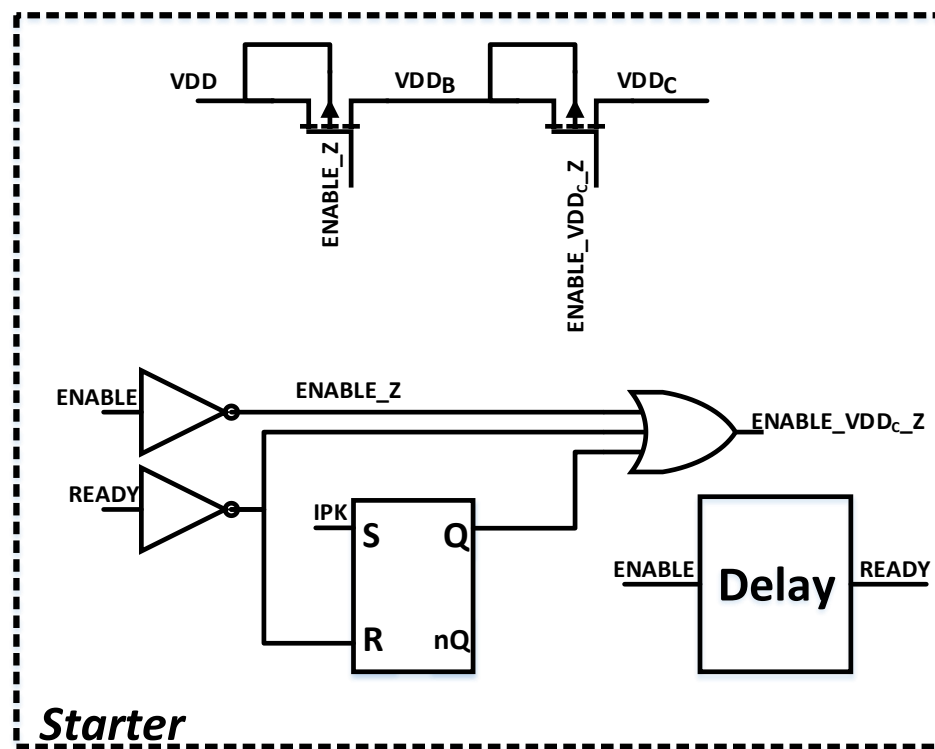 VDD
VDDB
VDDC
ENABLE_Z
ENABLE_VDDC_Z
ENABLE
ENABLE_Z
ENABLE_VDDC_Z
READY
IPK
S
Q
ENABLE
Delay
READY
R
nQ
Starter